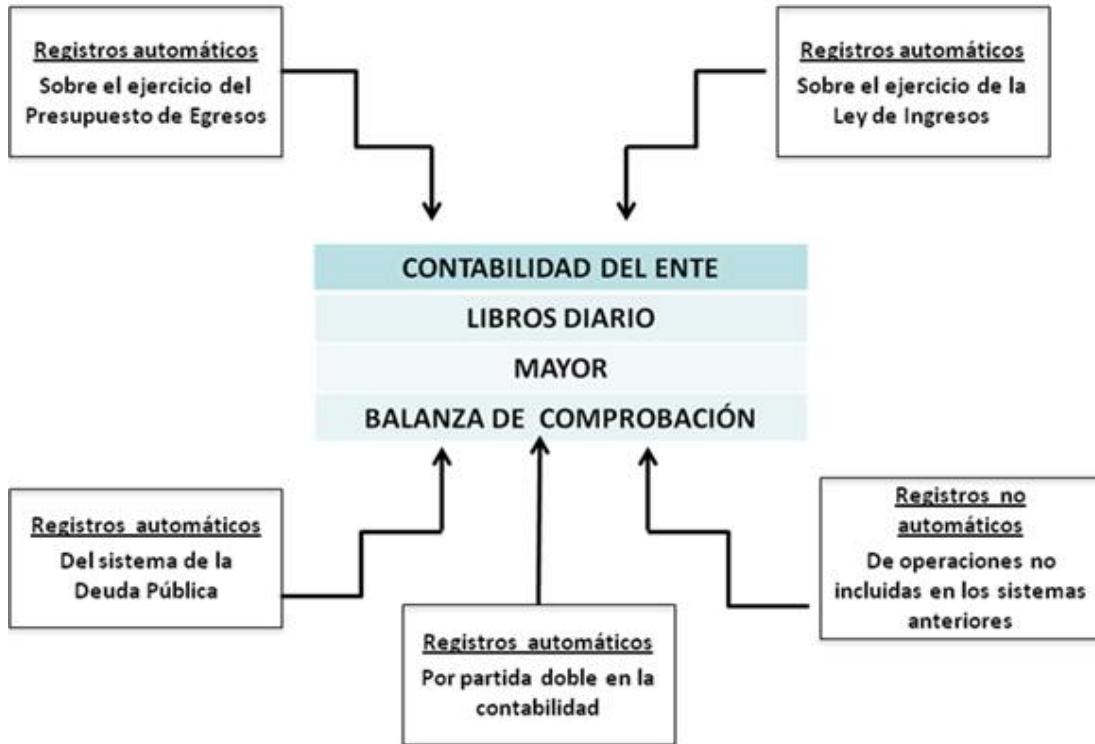 Registros automáticos
Sobre el ejercicio del
Presupuesto de Egresos
Registros automáticos
Sobre el ejercicio de la
Ley de Ingresos
CONTABILIDAD DEL ENTE
LIBROS DIARIO
MAYOR
BALANZA DE COMPROBACIÓN
Registros automáticos
Del sistema de la
Deuda Pública
Registros automáticos
Por partida doble en la
contabilidad
Registros no
automáticos
De operaciones no
incluidas en los sistemas
anteriores